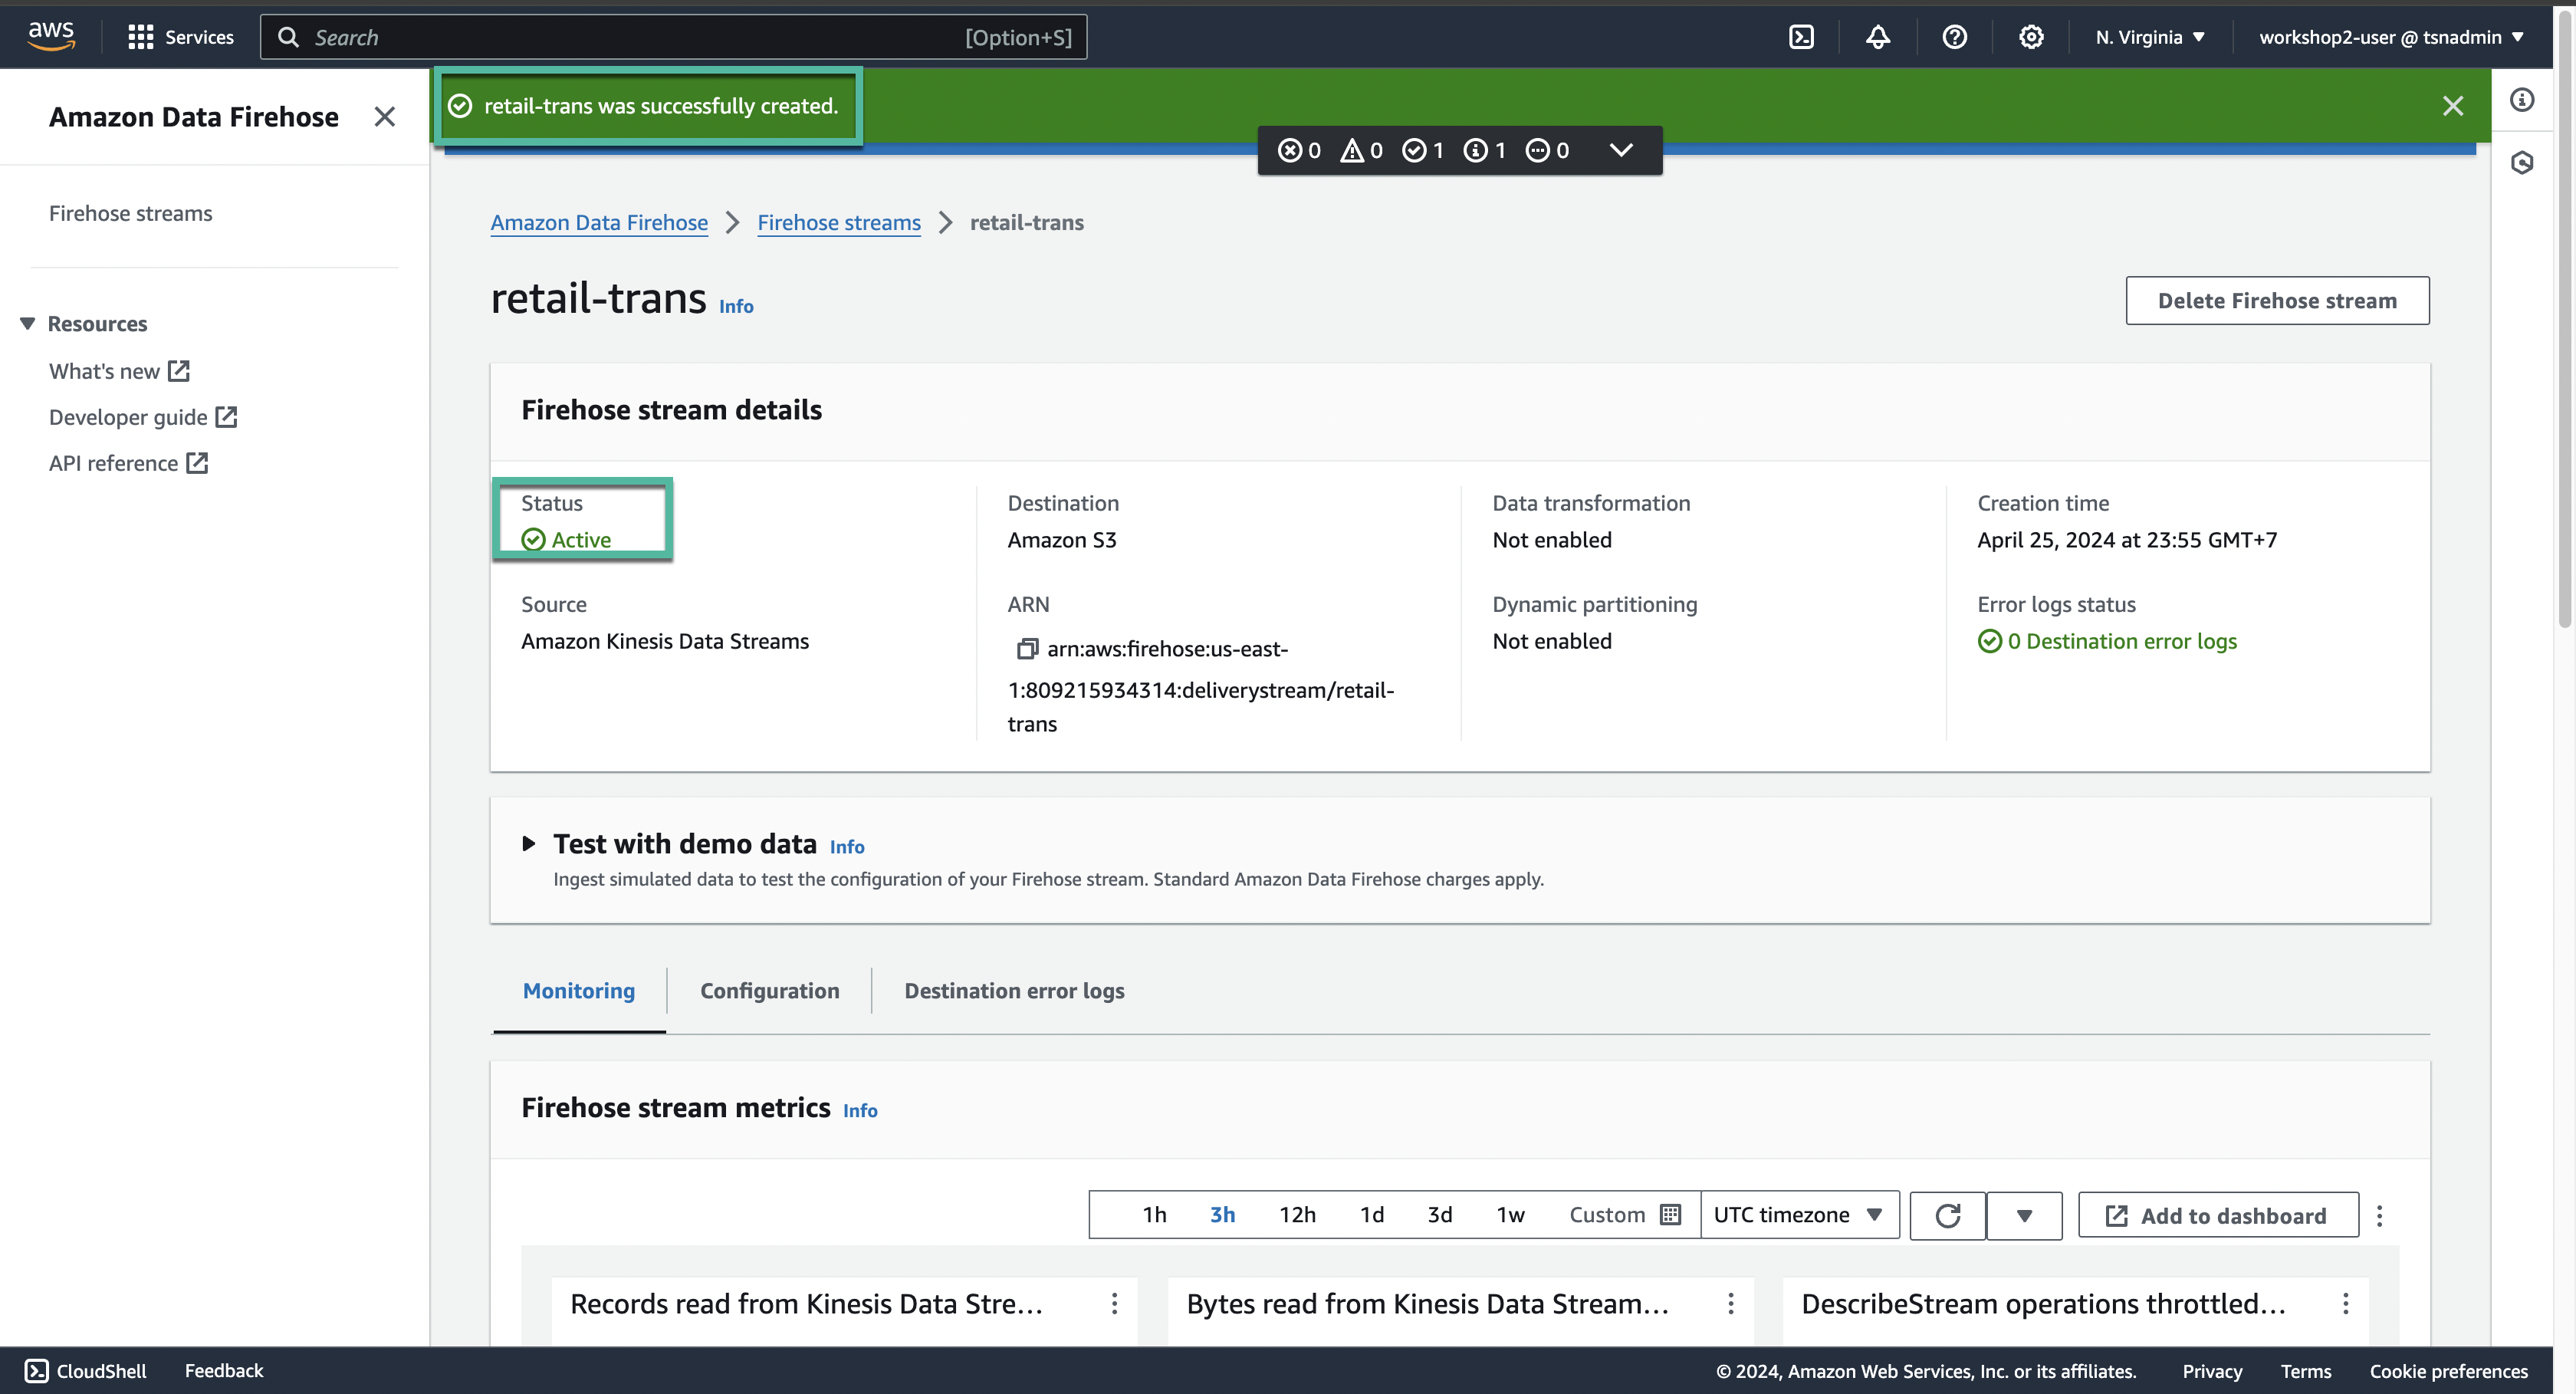 aws
Services
Search
[Option+S]
N. Virginia
workshop2-user @ tsnadmin
Amazon Data Firehose
retail-trans was successfully created.
0 0 1 1 0
Firehose streams
Resources
What's new
Developer guide
API reference
Amazon Data Firehose
Firehose streams
retail-trans
retail-trans Info
Delete Firehose stream
Firehose stream details
Status
Active
Source
Amazon Kinesis Data Streams
Destination
Amazon S3
ARN
arn:aws:firehose:us-east-
1:809215934314:deliverystream/retail-
trans
Data transformation
Not enabled
Dynamic partitioning
Not enabled
Creation time
April 25, 2024 at 23:55 GMT+7
Error logs status
0 Destination error logs
Test with demo data Info
Ingest simulated data to test the configuration of your Firehose stream. Standard Amazon Data Firehose charges apply.
Monitoring
Configuration
Destination error logs
Firehose stream metrics Info
1h 3h 12h 1d 3d 1w Custom
UTC timezone
Add to dashboard
Records read from Kinesis Data Stre...
Bytes read from Kinesis Data Stream...
DescribeStream operations throttled...
CloudShell
Feedback
© 2024, Amazon Web Services, Inc. or its affiliates.
Privacy
Terms
Cookie preferences